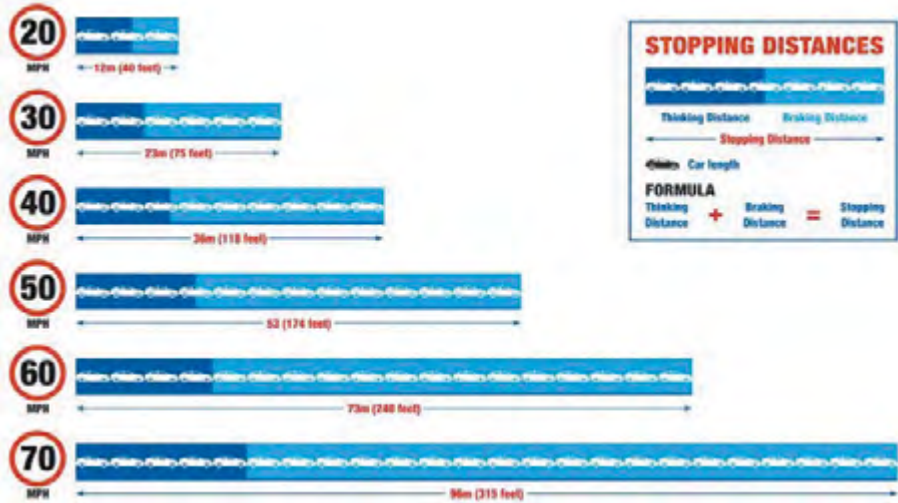 20
MPH
12m (40 feet)
30
MPH
23m (75 feet)
40
MPH
36m (118 feet)
50
MPH
53 (174 feet)
60
MPH
73m (240 feet)
70
MPH
96m (315 feet)
STOPPING DISTANCES
Thinking Distance Braking Distance
Stopping Distance
Car length
FORMULA
Thinking Distance + Braking Distance = Stopping Distance